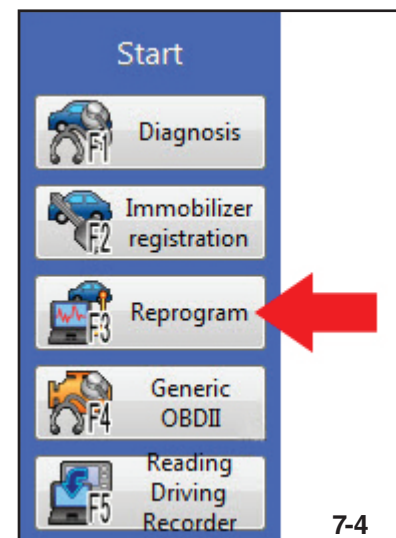 Start
F1
Diagnosis
F2
Immobilizer
registration
F3
Reprogram
F4
Generic
OBDII
F5
Reading
Driving
Recorder
7-4